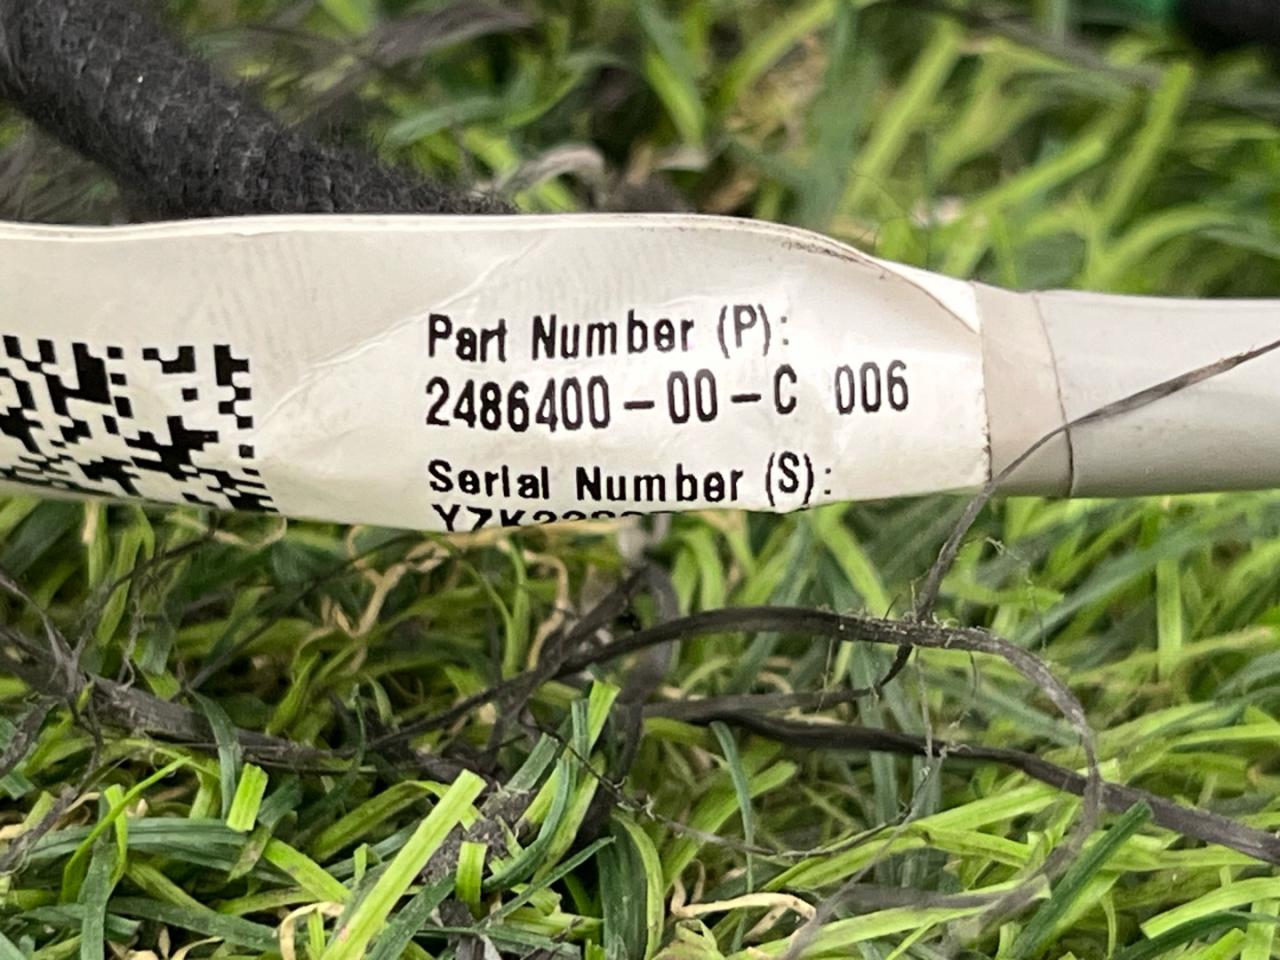 Part Number (P):
2486400-00-C 006
Serial Number (S):